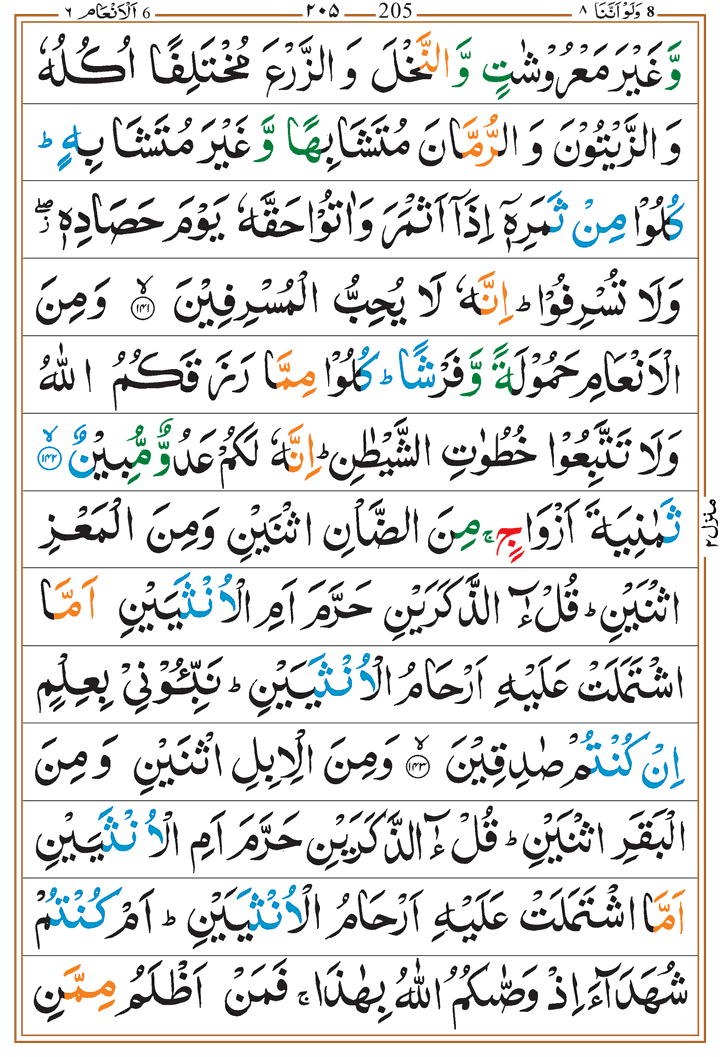 8 وَلَوْ اَنَّنَا ٨ 205 ٢٠٥ 6 اَلْاَنْعَام ٦
وَّ غَیْرَ مَعْرُوْشٰتٍ وَّ النَّخْلَ وَ الزَّرْعَ مُخْتَلِفًا اُكُلُهٗ
وَ الزَّیْتُوْنَ وَ الرُّمَّانَ مُتَشَابِهًا وَّ غَیْرَ مُتَشَابِهٍؕ
كُلُوْا مِنْ ثَمَرِهٖۤ اِذَاۤ اَثْمَرَ وَاٰتُوْا حَقَّهٗ یَوْمَ حَصَادِهٖ ۖز
وَلَا تُسْرِفُوْاؕ اِنَّهٗ لَا یُحِبُّ الْمُسْرِفِیْنَ ۙ۝۱۴۱ وَمِنَ
الْاَنْعَامِ حَمُوْلَةً وَّفَرْشًاؕ كُلُوْا مِمَّا رَزَقَكُمُ اللّٰهُ
وَلَا تَتَّبِعُوْا خُطُوٰتِ الشَّیْطٰنِؕ اِنَّهٗ لَكُمْ عَدُوٌّ مُّبِیْنٌ ۙ۝۱۴۲
ثَمٰنِیَةَ اَزْوَاجٍۚ مِنَ الضَّاْنِ اثْنَیْنِ وَمِنَ الْمَعْزِ
اثْنَیْنِؕ قُلْ ءٰٓالذَّكَرَیْنِ حَرَّمَ اَمِ الْاُنْثَیَیْنِ اَمَّا
اشْتَمَلَتْ عَلَیْهِ اَرْحَامُ الْاُنْثَیَیْنِؕ نَبِّـُٔوْنِیْ بِعِلْمٍ
اِنْ كُنْتُمْ صٰدِقِیْنَ ۙ۝۱۴۳ وَمِنَ الْاِبِلِ اثْنَیْنِ وَمِنَ
الْبَقَرِ اثْنَیْنِؕ قُلْ ءٰٓالذَّكَرَیْنِ حَرَّمَ اَمِ الْاُنْثَیَیْنِ
اَمَّا اشْتَمَلَتْ عَلَیْهِ اَرْحَامُ الْاُنْثَیَیْنِؕ اَمْ كُنْتُمْ
شُهَدَآءَ اِذْ وَصّٰىكُمُ اللّٰهُ بِهٰذَاۚ فَمَنْ اَظْلَمُ مِمَّنِ
منزل ٢